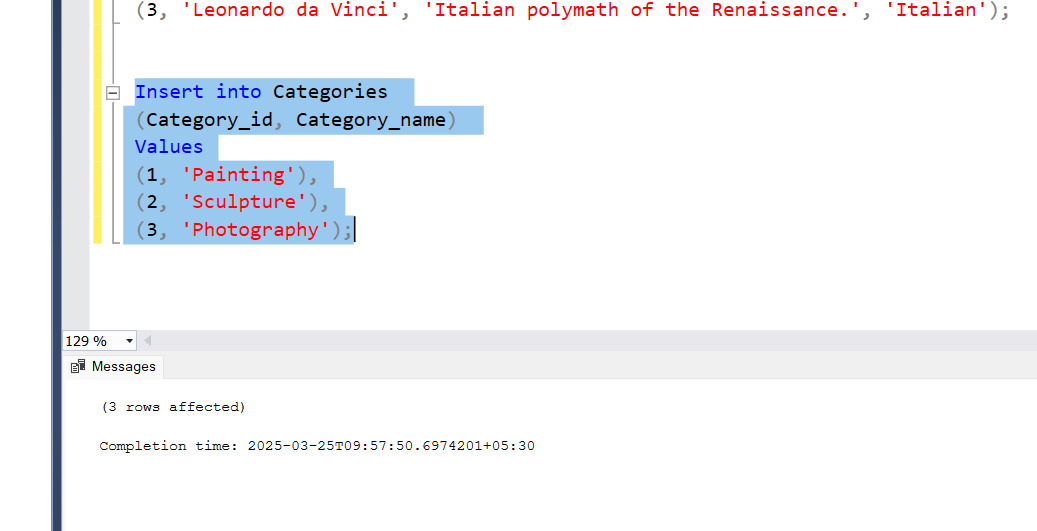 (3, 'Leonardo da Vinci', 'Italian polymath of the Renaissance.', 'Italian');
Insert into Categories
(Category_id, Category_name)
Values
(1, 'Painting'),
(2, 'Sculpture'),
(3, 'Photography');
129 %
Messages
(3 rows affected)
Completion time: 2025-03-25T09:57:50.6974201+05:30